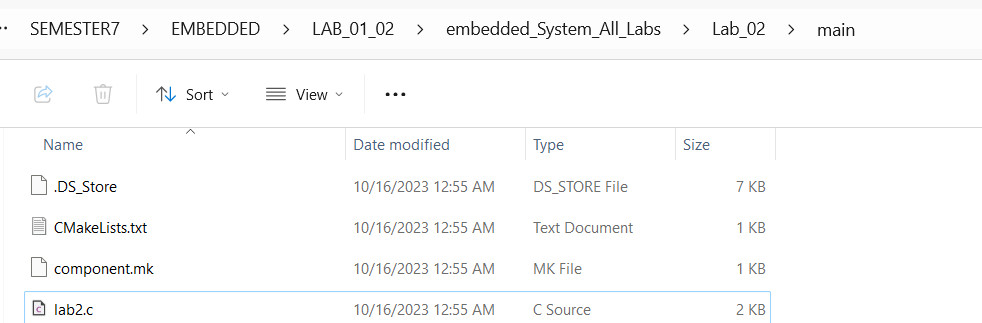 ··· SEMESTER7 > EMBEDDED > LAB_01_02 > embedded_System_All_Labs > Lab_02 > main
Sort View ···
Name Date modified Type Size
.DS_Store 10/16/2023 12:55 AM DS_STORE File 7 KB
CMakeLists.txt 10/16/2023 12:55 AM Text Document 1 KB
component.mk 10/16/2023 12:55 AM MK File 1 KB
lab2.c 10/16/2023 12:55 AM C Source 2 KB